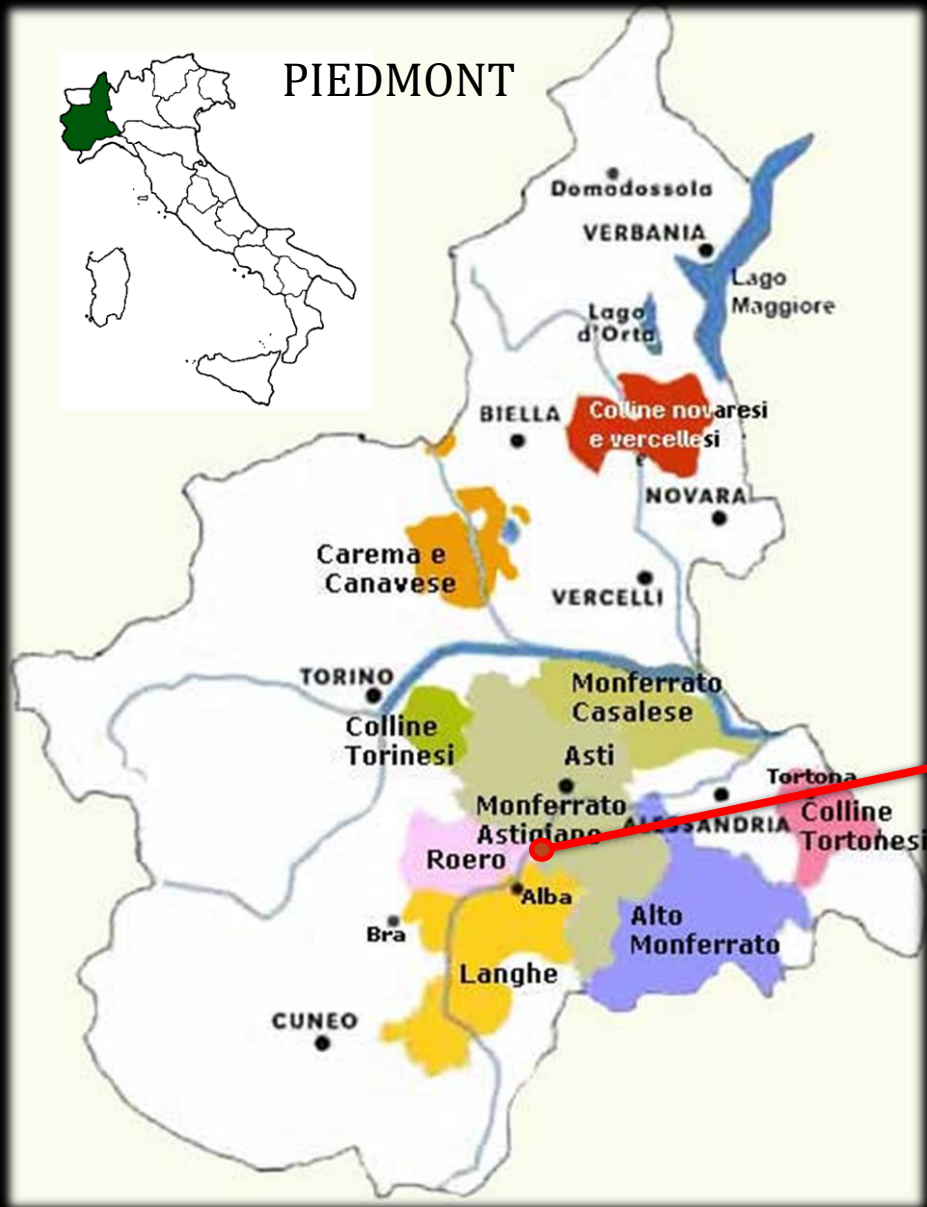 PIEDMONT
Domodossola
VERBANIA
Lago
Maggiore
Lago
d'Orta
BIELLA
Colline novaresi
e vercellesi
e
NOVARA
Carema e
Canavese
VERCELLI
TORINO
Monferrato
Casalese
Colline
Torinesi
Asti
Tortona
Monferrato
Astigiano
ALESSANDRIA
Colline
Tortonesi
Roero
Alba
Bra
Alto
Monferrato
Langhe
CUNEO